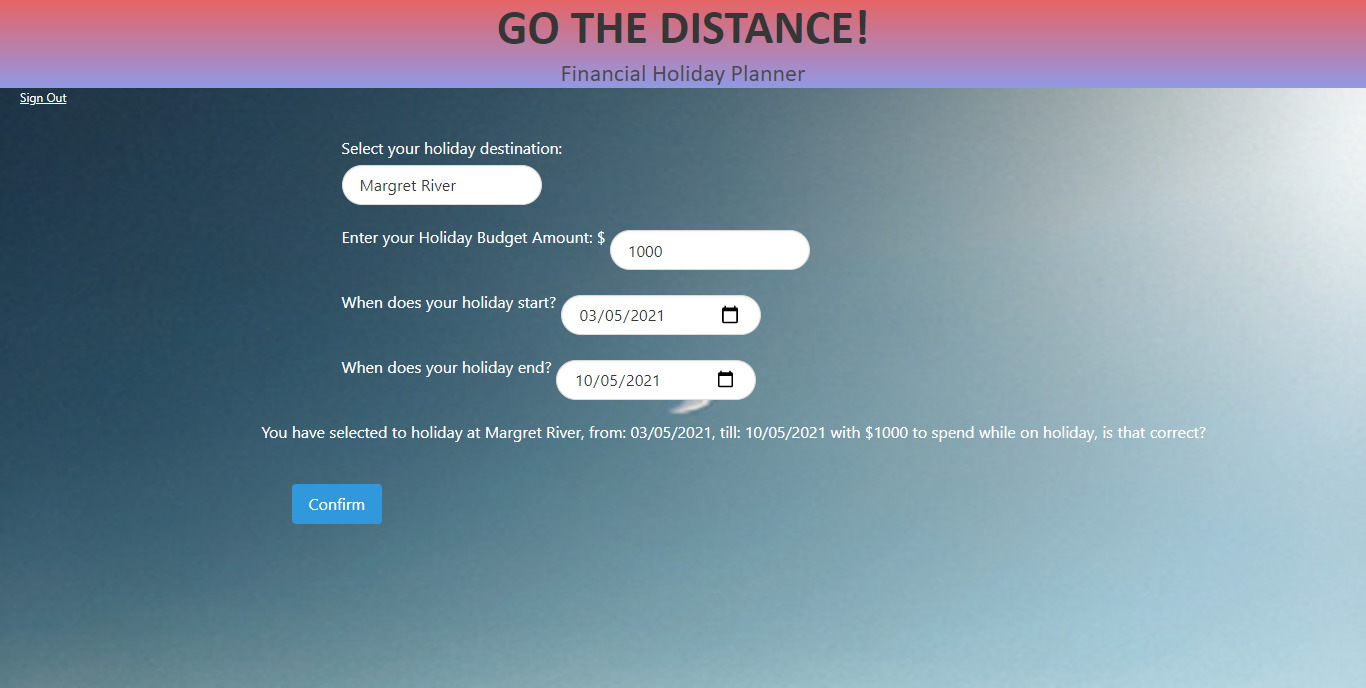 GO THE DISTANCE!
Financial Holiday Planner
Sign Out
Select your holiday destination:
Margret River
Enter your Holiday Budget Amount: $ 1000
When does your holiday start? 03/05/2021
When does your holiday end? 10/05/2021
You have selected to holiday at Margret River, from: 03/05/2021, till: 10/05/2021 with $1000 to spend while on holiday, is that correct?
Confirm